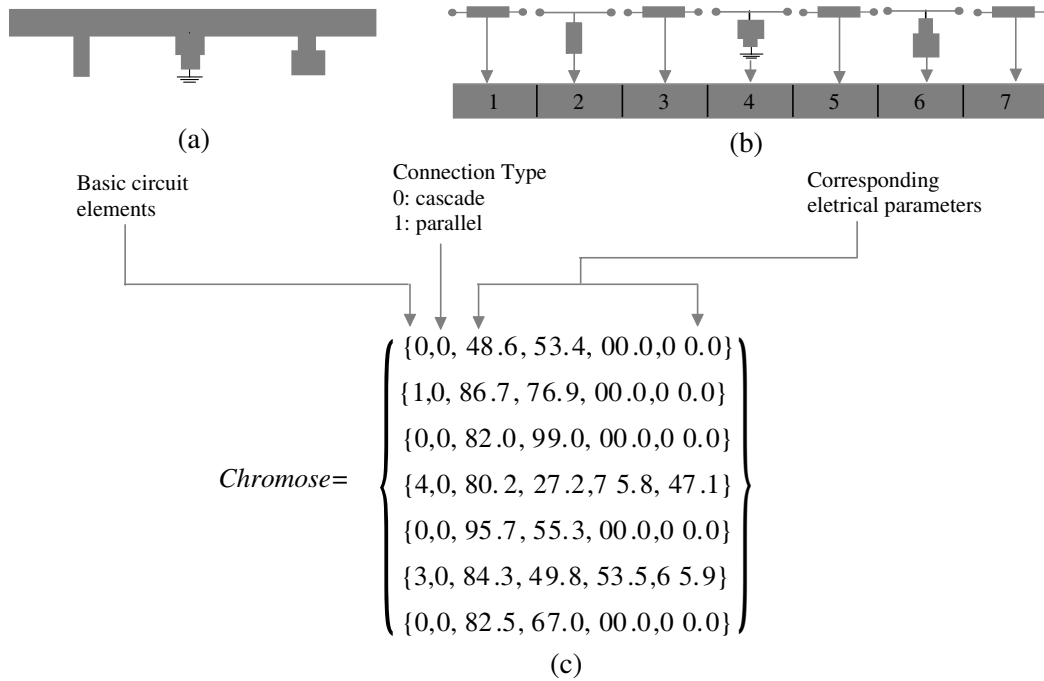 1 2 3 4 5 6 7
(a)
(b)
Basic circuit
elements
Connection Type
0: cascade
1: parallel
Corresponding
eletrical parameters
{0,0, 48.6, 53.4, 00.0,0 0.0}
{1,0, 86.7, 76.9, 00.0,0 0.0}
{0,0, 82.0, 99.0, 00.0,0 0.0}
Chromose= {4,0, 80.2, 27.2,7 5.8, 47.1}
{0,0, 95.7, 55.3, 00.0,0 0.0}
{3,0, 84.3, 49.8, 53.5,6 5.9}
{0,0, 82.5, 67.0, 00.0,0 0.0}
(c)